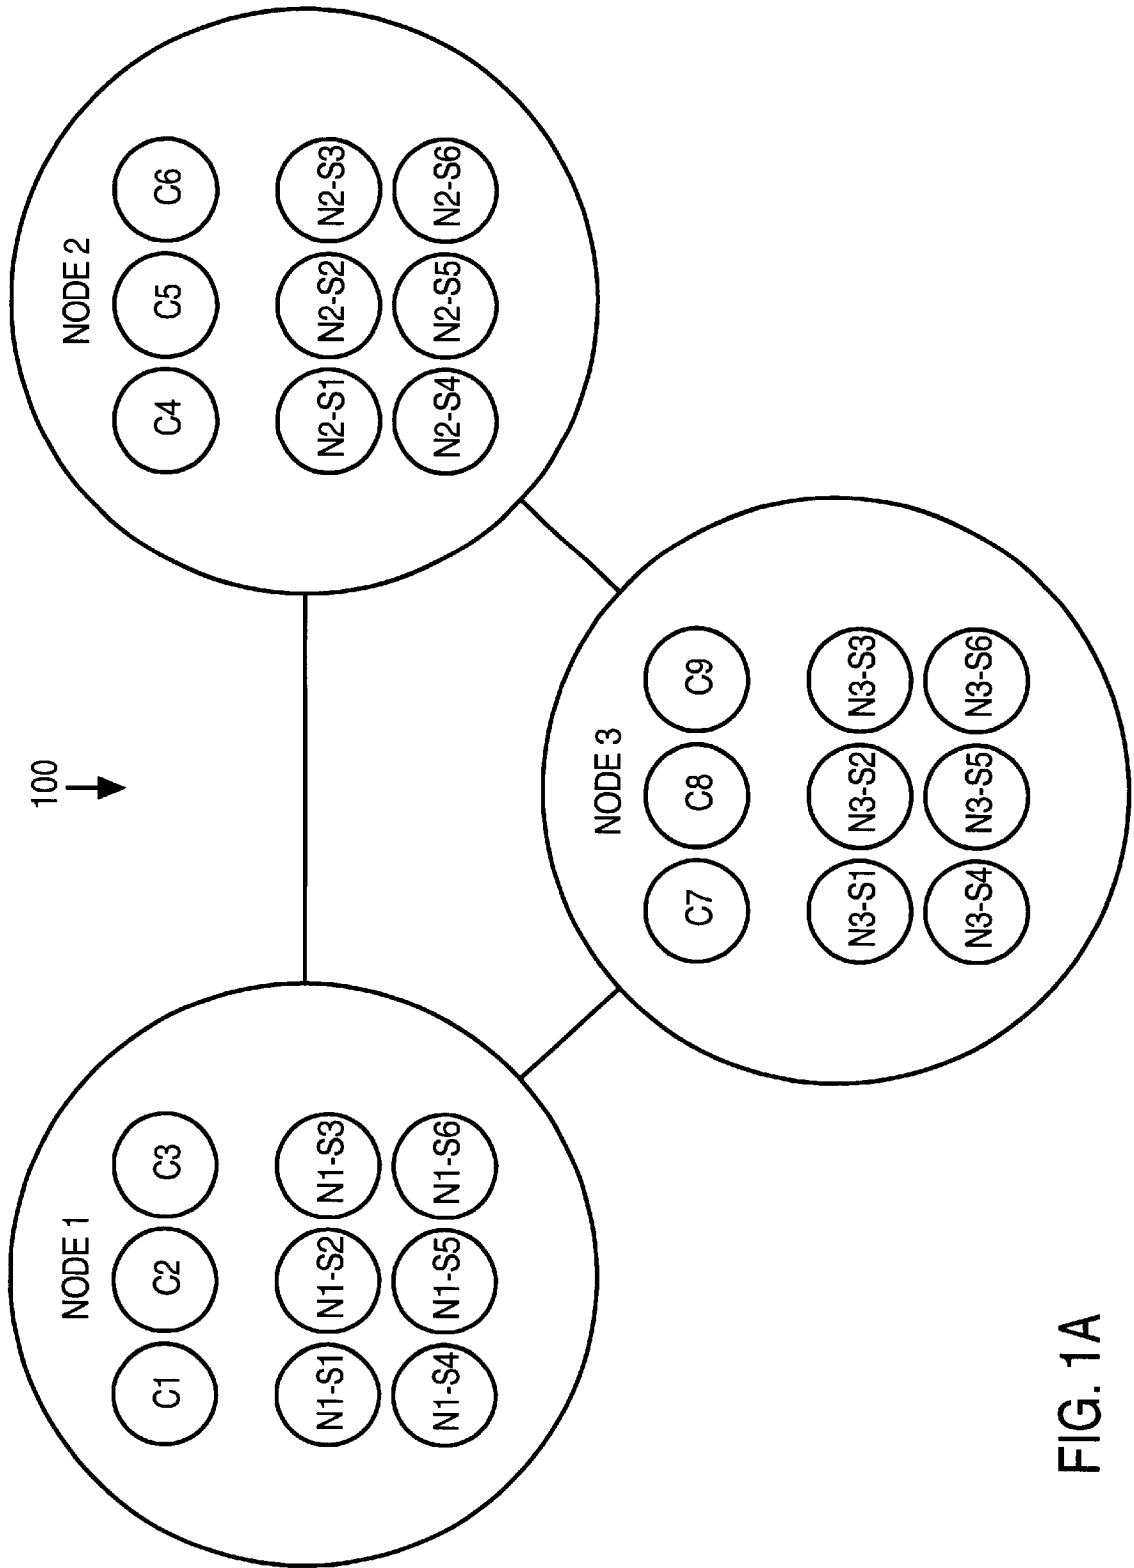 100
NODE 1
C1 C2 C3
N1-S1 N1-S2 N1-S3
N1-S4 N1-S5 N1-S6
NODE 2
C4 C5 C6
N2-S1 N2-S2 N2-S3
N2-S4 N2-S5 N2-S6
NODE 3
C7 C8 C9
N3-S1 N3-S2 N3-S3
N3-S4 N3-S5 N3-S6
FIG. 1A